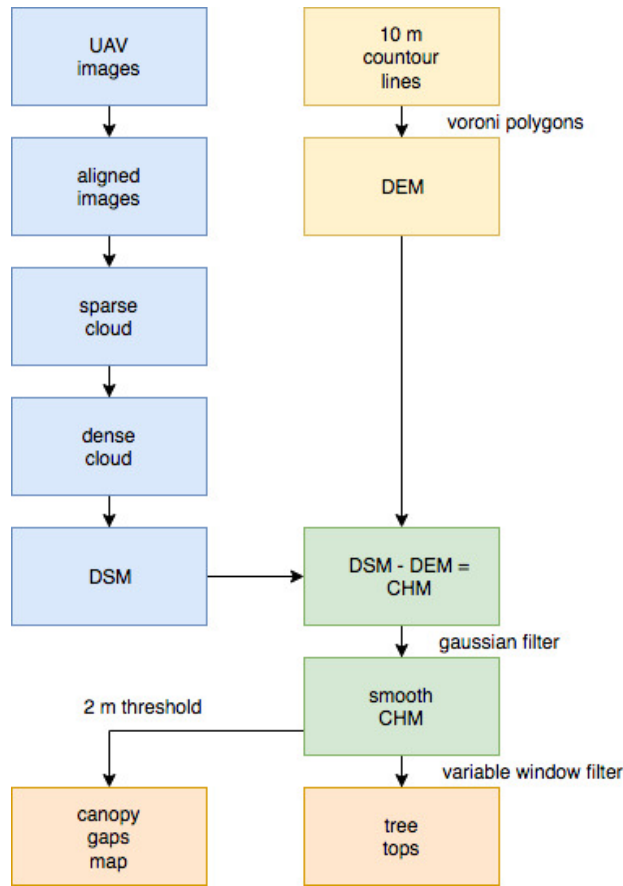 UAV
images
10 m
countour
lines
voroni polygons
aligned
images
DEM
sparse
cloud
dense
cloud
DSM
DSM - DEM =
CHM
gaussian filter
smooth
CHM
2 m threshold
variable window filter
canopy
gaps
map
tree
tops